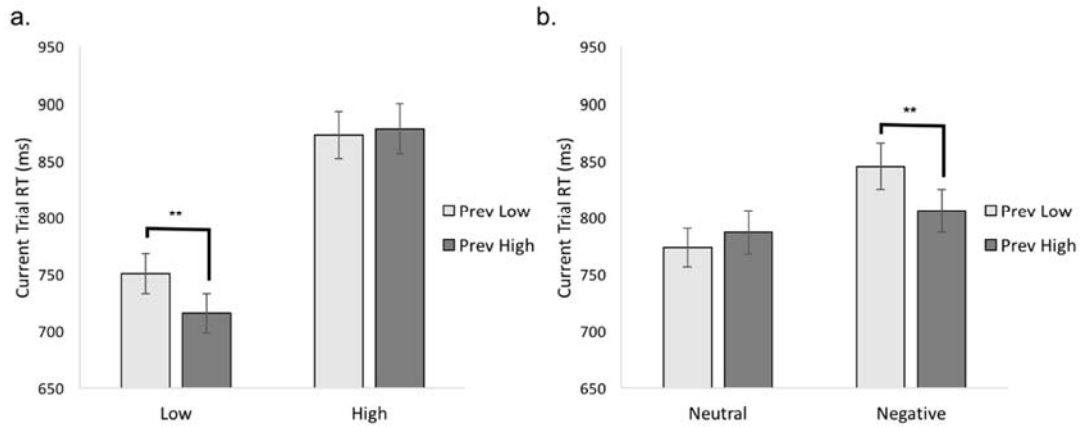 a.
950
900
850
800
750
700
650
Current Trial RT (ms)
**
Low
High
Prev Low
Prev High
b.
950
900
850
800
750
700
650
Current Trial RT (ms)
**
Neutral
Negative
Prev Low
Prev High